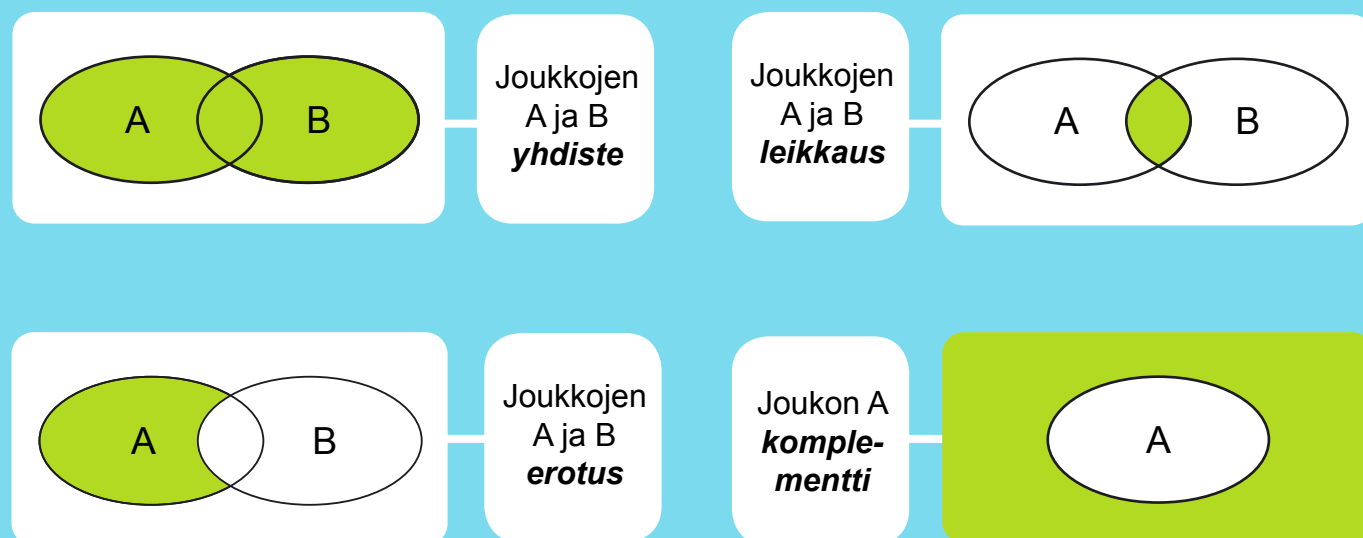 A
B
Joukkojen
A ja B
yhdiste
Joukkojen
A ja B
leikkaus
A
B
A
B
Joukkojen
A ja B
erotus
Joukon A
komple-
mentti
A